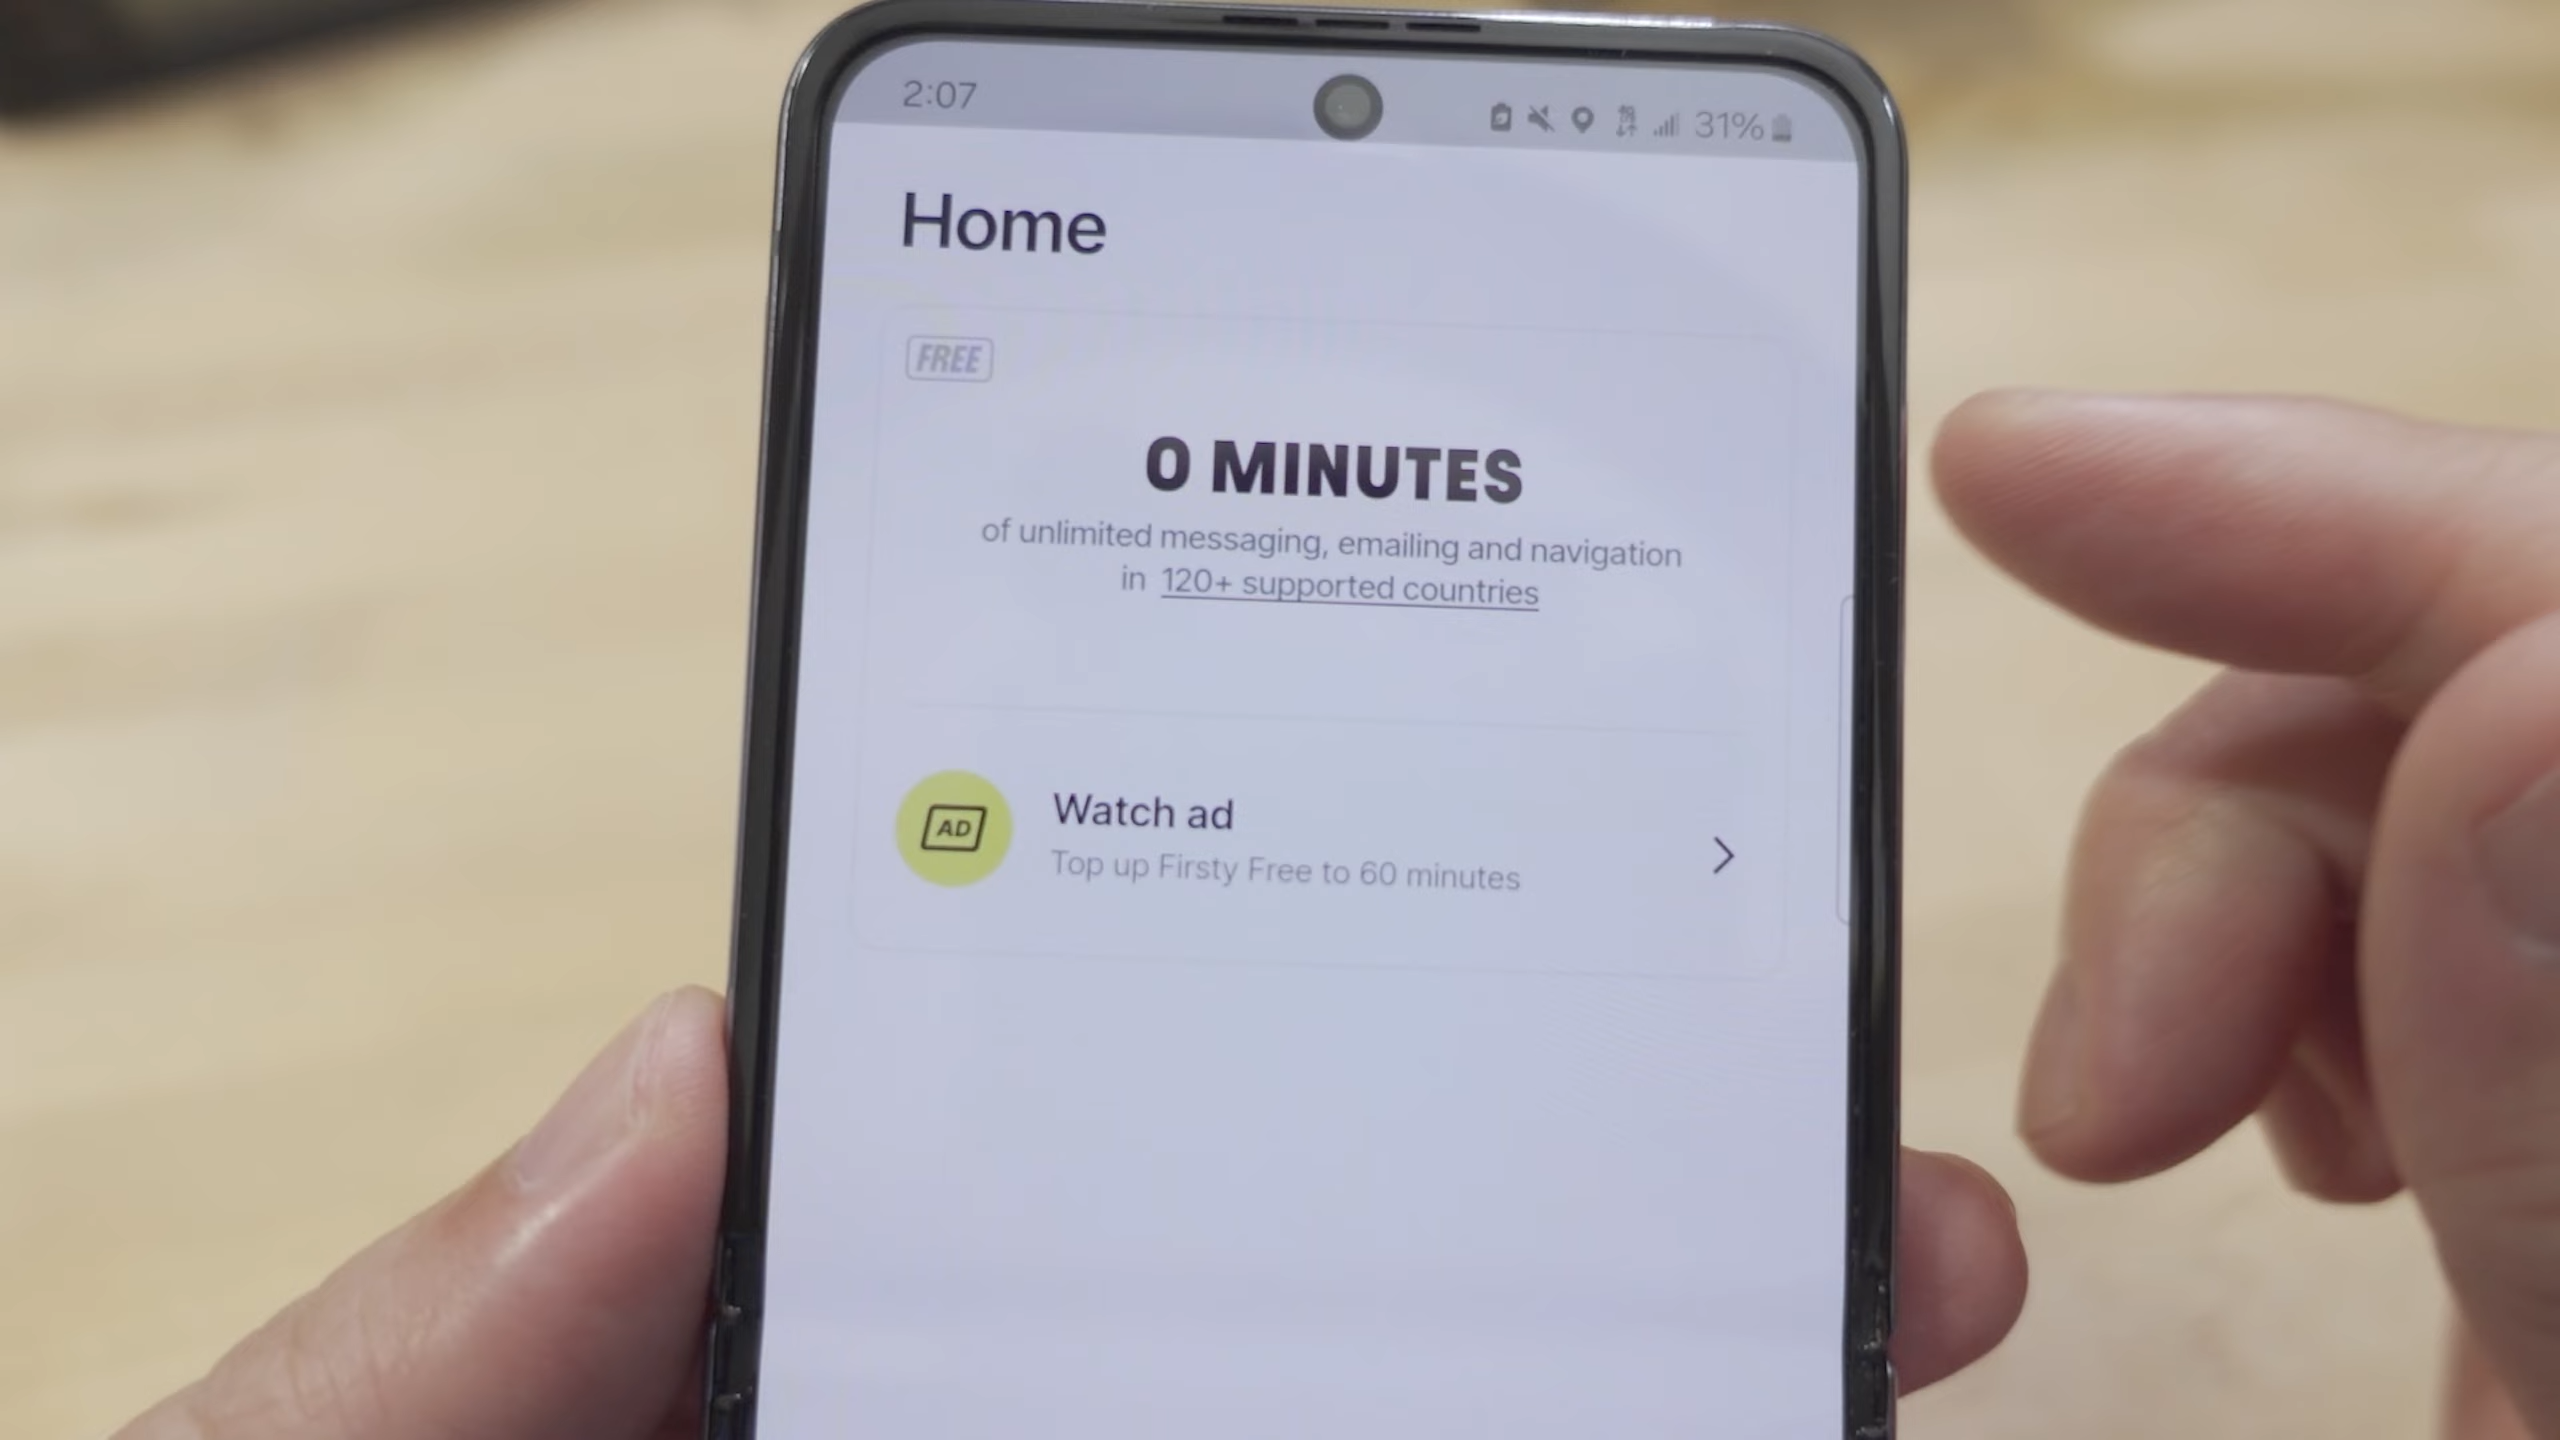 2:07
31%
Home
FREE
0 MINUTES
of unlimited messaging, emailing and navigation
in 120+ supported countries
AD
Watch ad
Top up Firsty Free to 60 minutes